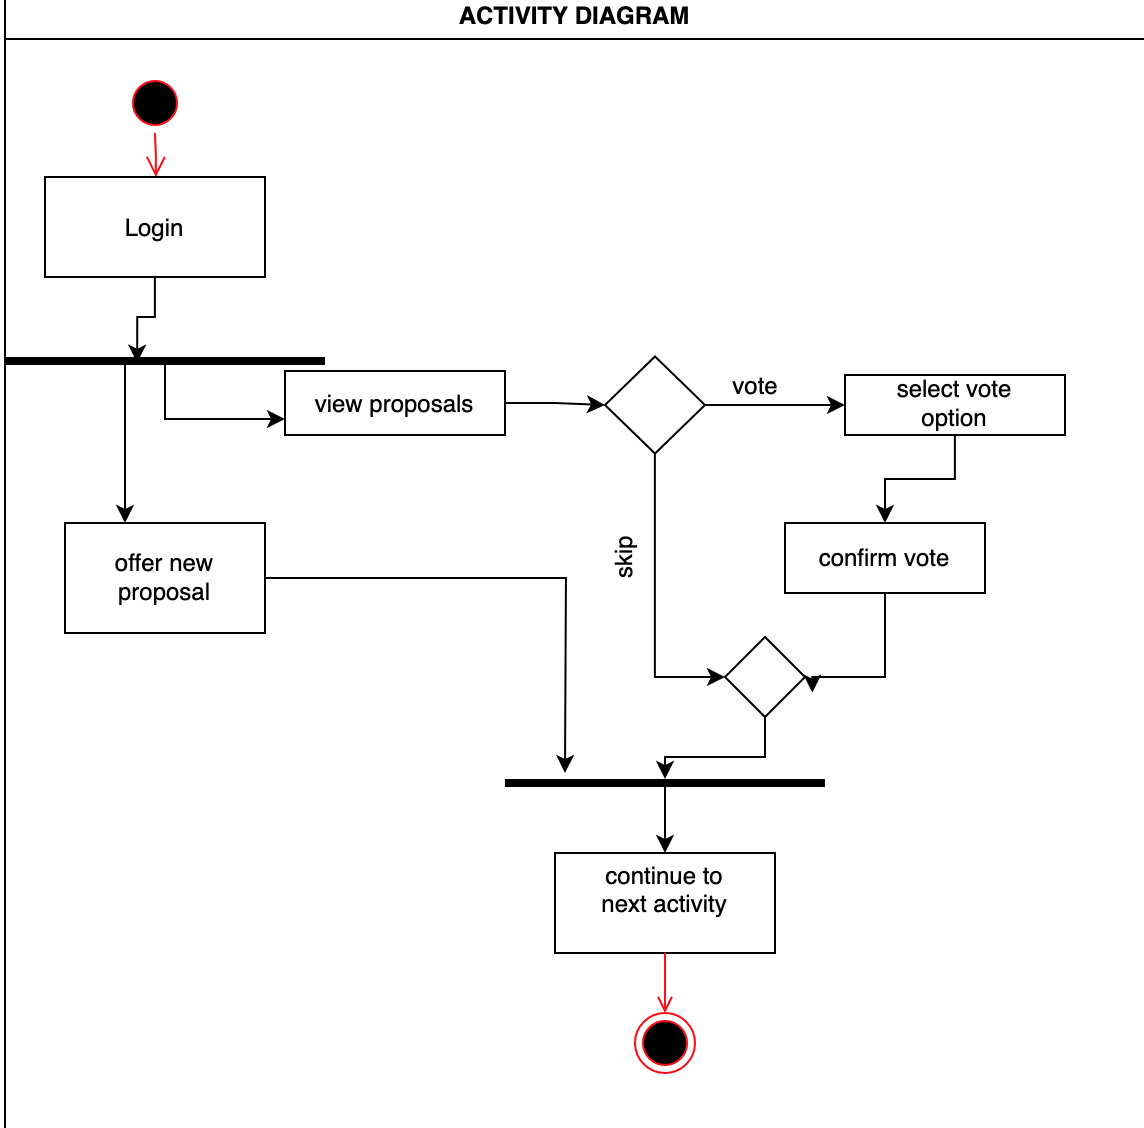 ACTIVITY DIAGRAM
Login
view proposals
vote
select vote
option
offer new
proposal
skip
confirm vote
continue to
next activity